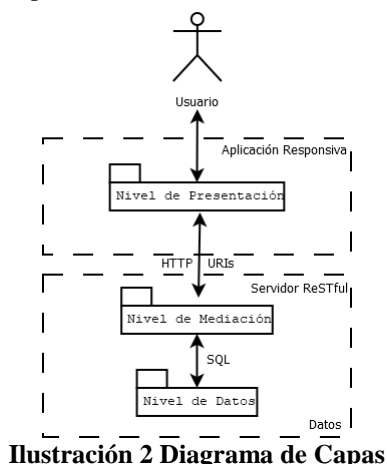 Usuario
Aplicación Responsiva
Nivel de Presentación
HTTP URIs
Servidor ReSTful
Nivel de Mediación
SQL
Nivel de Datos
Datos
Ilustración 2 Diagrama de Capas